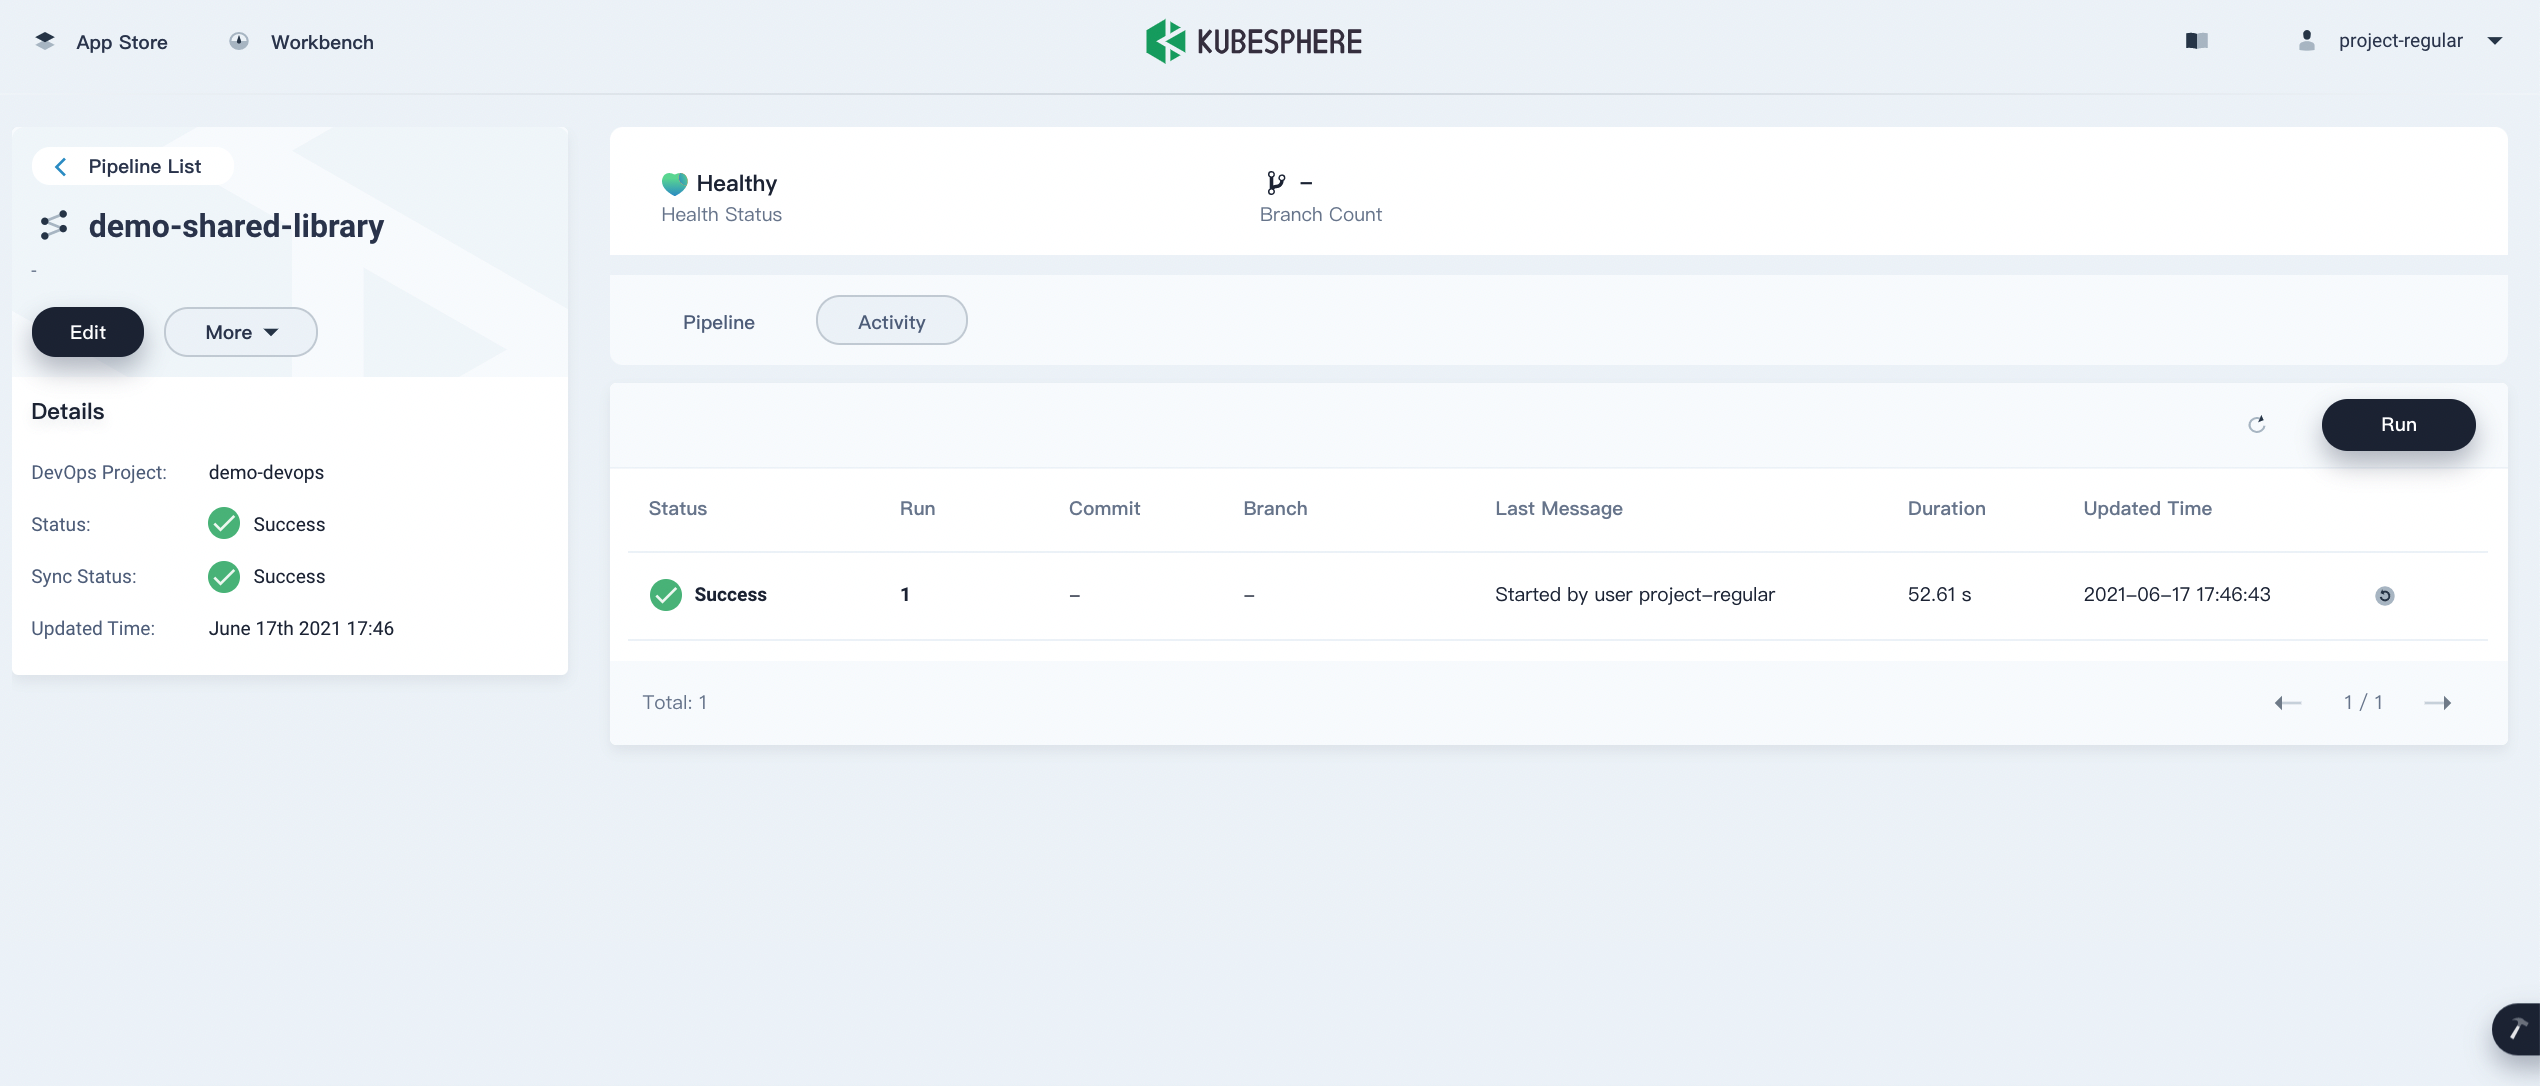 App Store
Workbench
KUBESPHERE
project-regular
Pipeline List
demo-shared-library
-
Edit
More
Details
DevOps Project: demo-devops
Status: Success
Sync Status: Success
Updated Time: June 17th 2021 17:46
Healthy
Health Status
–
Branch Count
Pipeline
Activity
Run
Status Run Commit Branch Last Message Duration Updated Time
Success 1 – – Started by user project–regular 52.61 s 2021–06–17 17:46:43
Total: 1
1 / 1